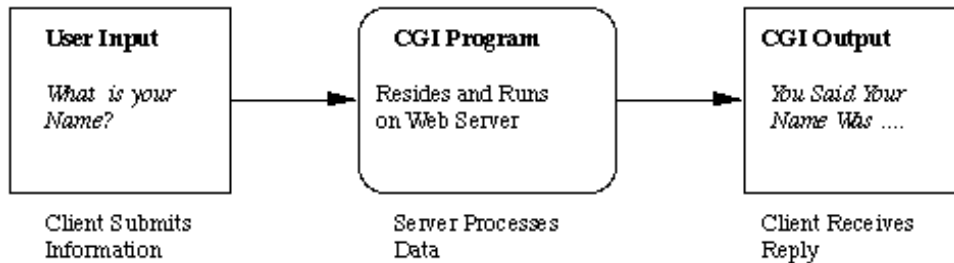 User Input
What is your
Name?
Client Submits
Information
CGI Program
Resides and Runs
on Web Server
Server Processes
Data
CGI Output
You Said Your
Name Was ....
Client Receives
Reply